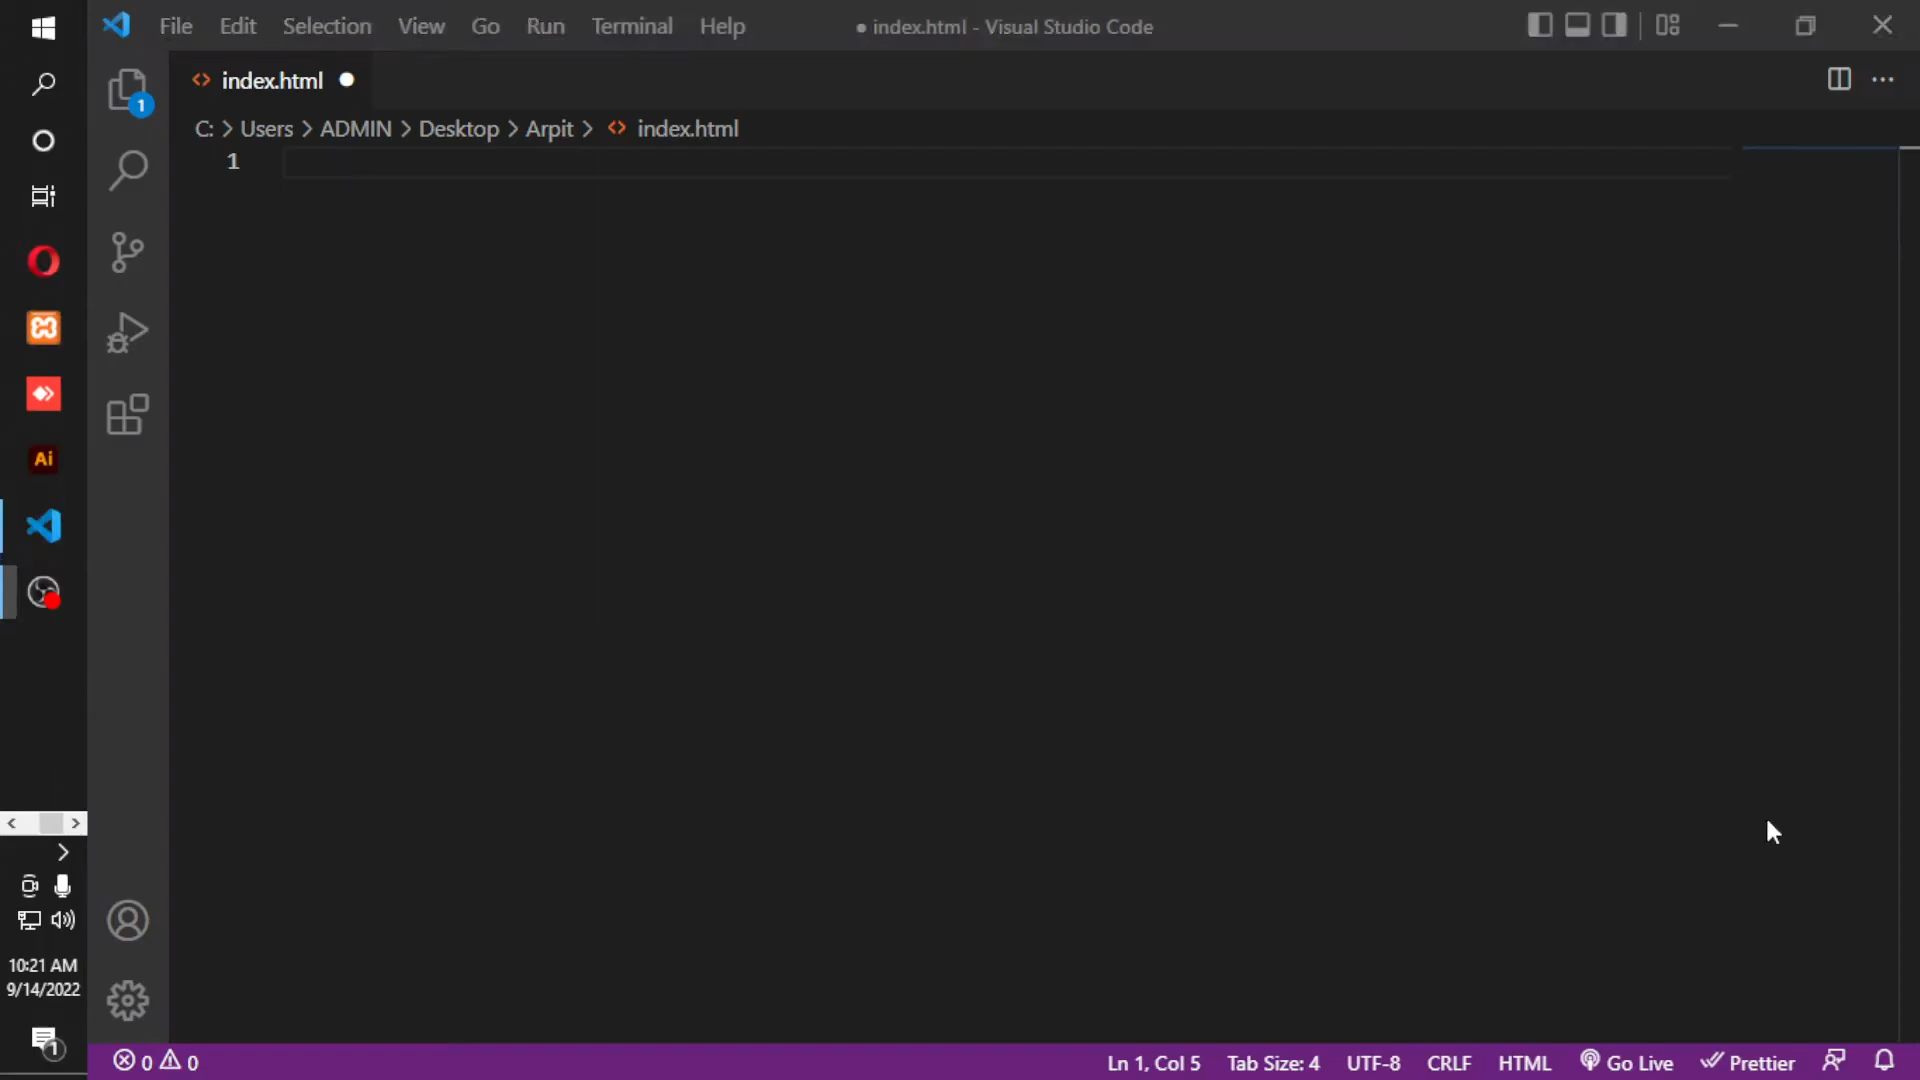 File Edit Selection View Go Run Terminal Help ● index.html - Visual Studio Code
index.html
C: > Users > ADMIN > Desktop > Arpit > index.html
1
1
Ai
10:21 AM
9/14/2022
1
0 0 Ln 1, Col 5 Tab Size: 4 UTF-8 CRLF HTML Go Live Prettier